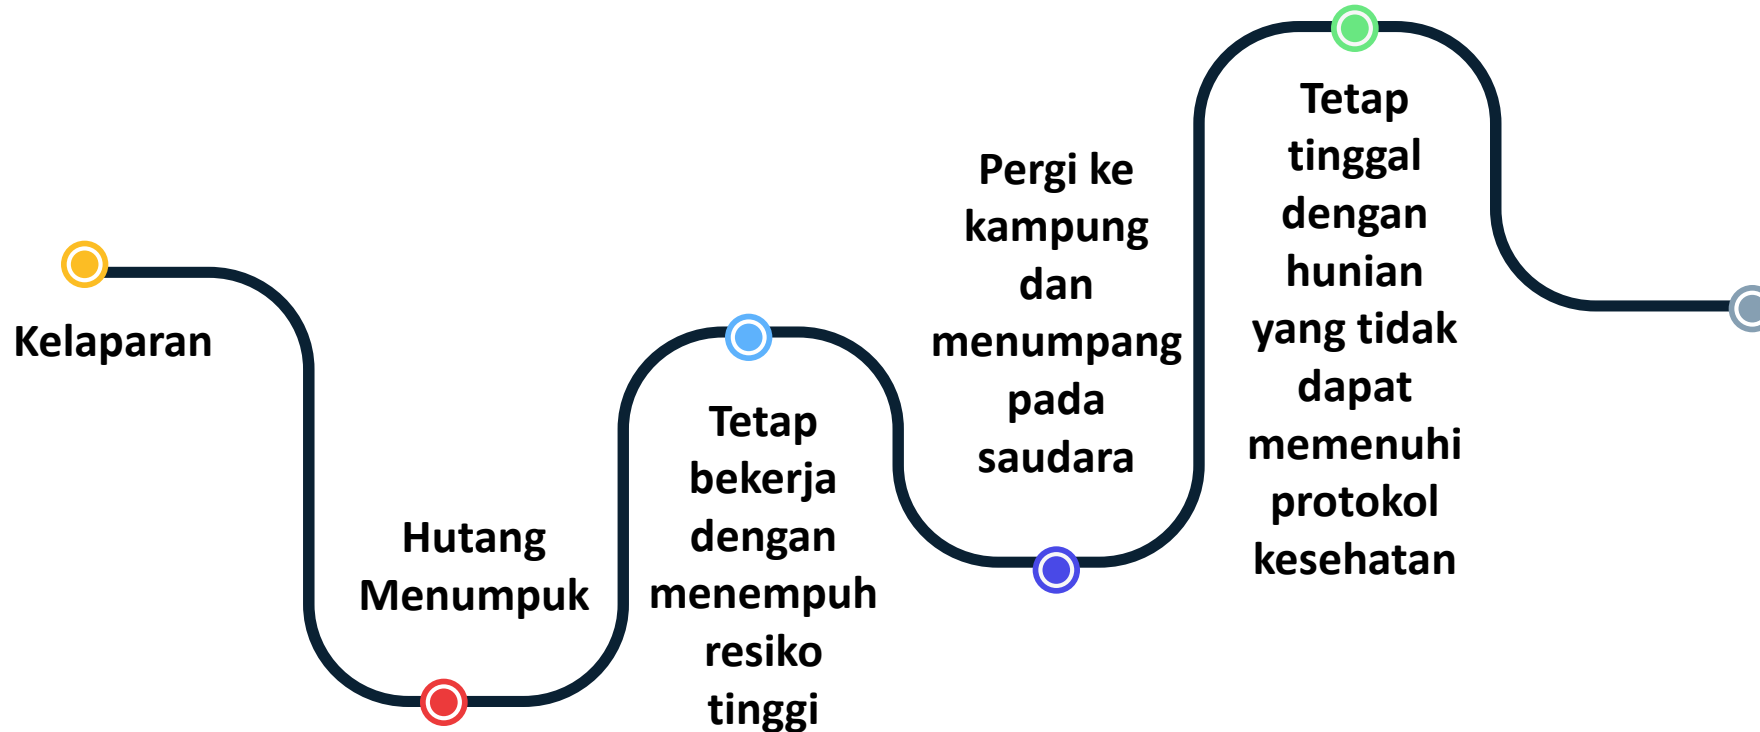 Kelaparan
Hutang
Menumpuk
Tetap
bekerja
dengan
menempuh
resiko
tinggi
Pergi ke
kampung
dan
menumpang
pada
saudara
Tetap
tinggal
dengan
hunian
yang tidak
dapat
memenuhi
protokol
kesehatan